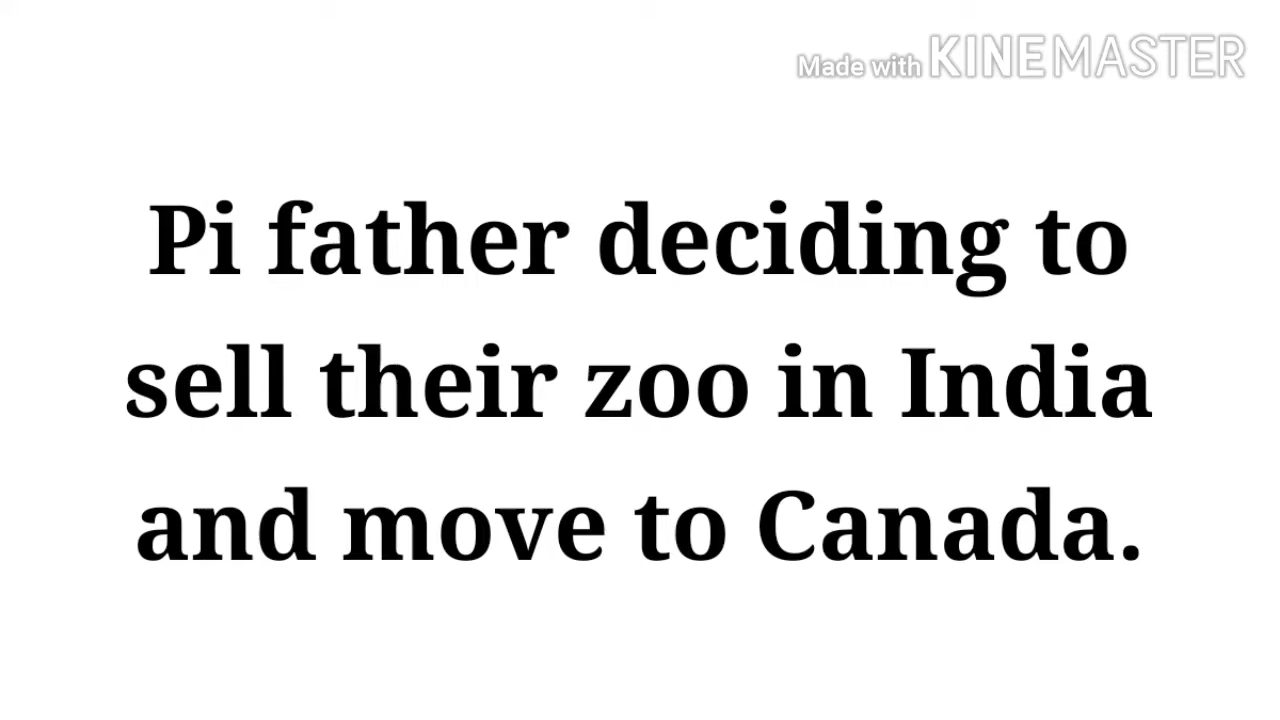 Made with KINEMASTER
Pi father deciding to
sell their zoo in India
and move to Canada.